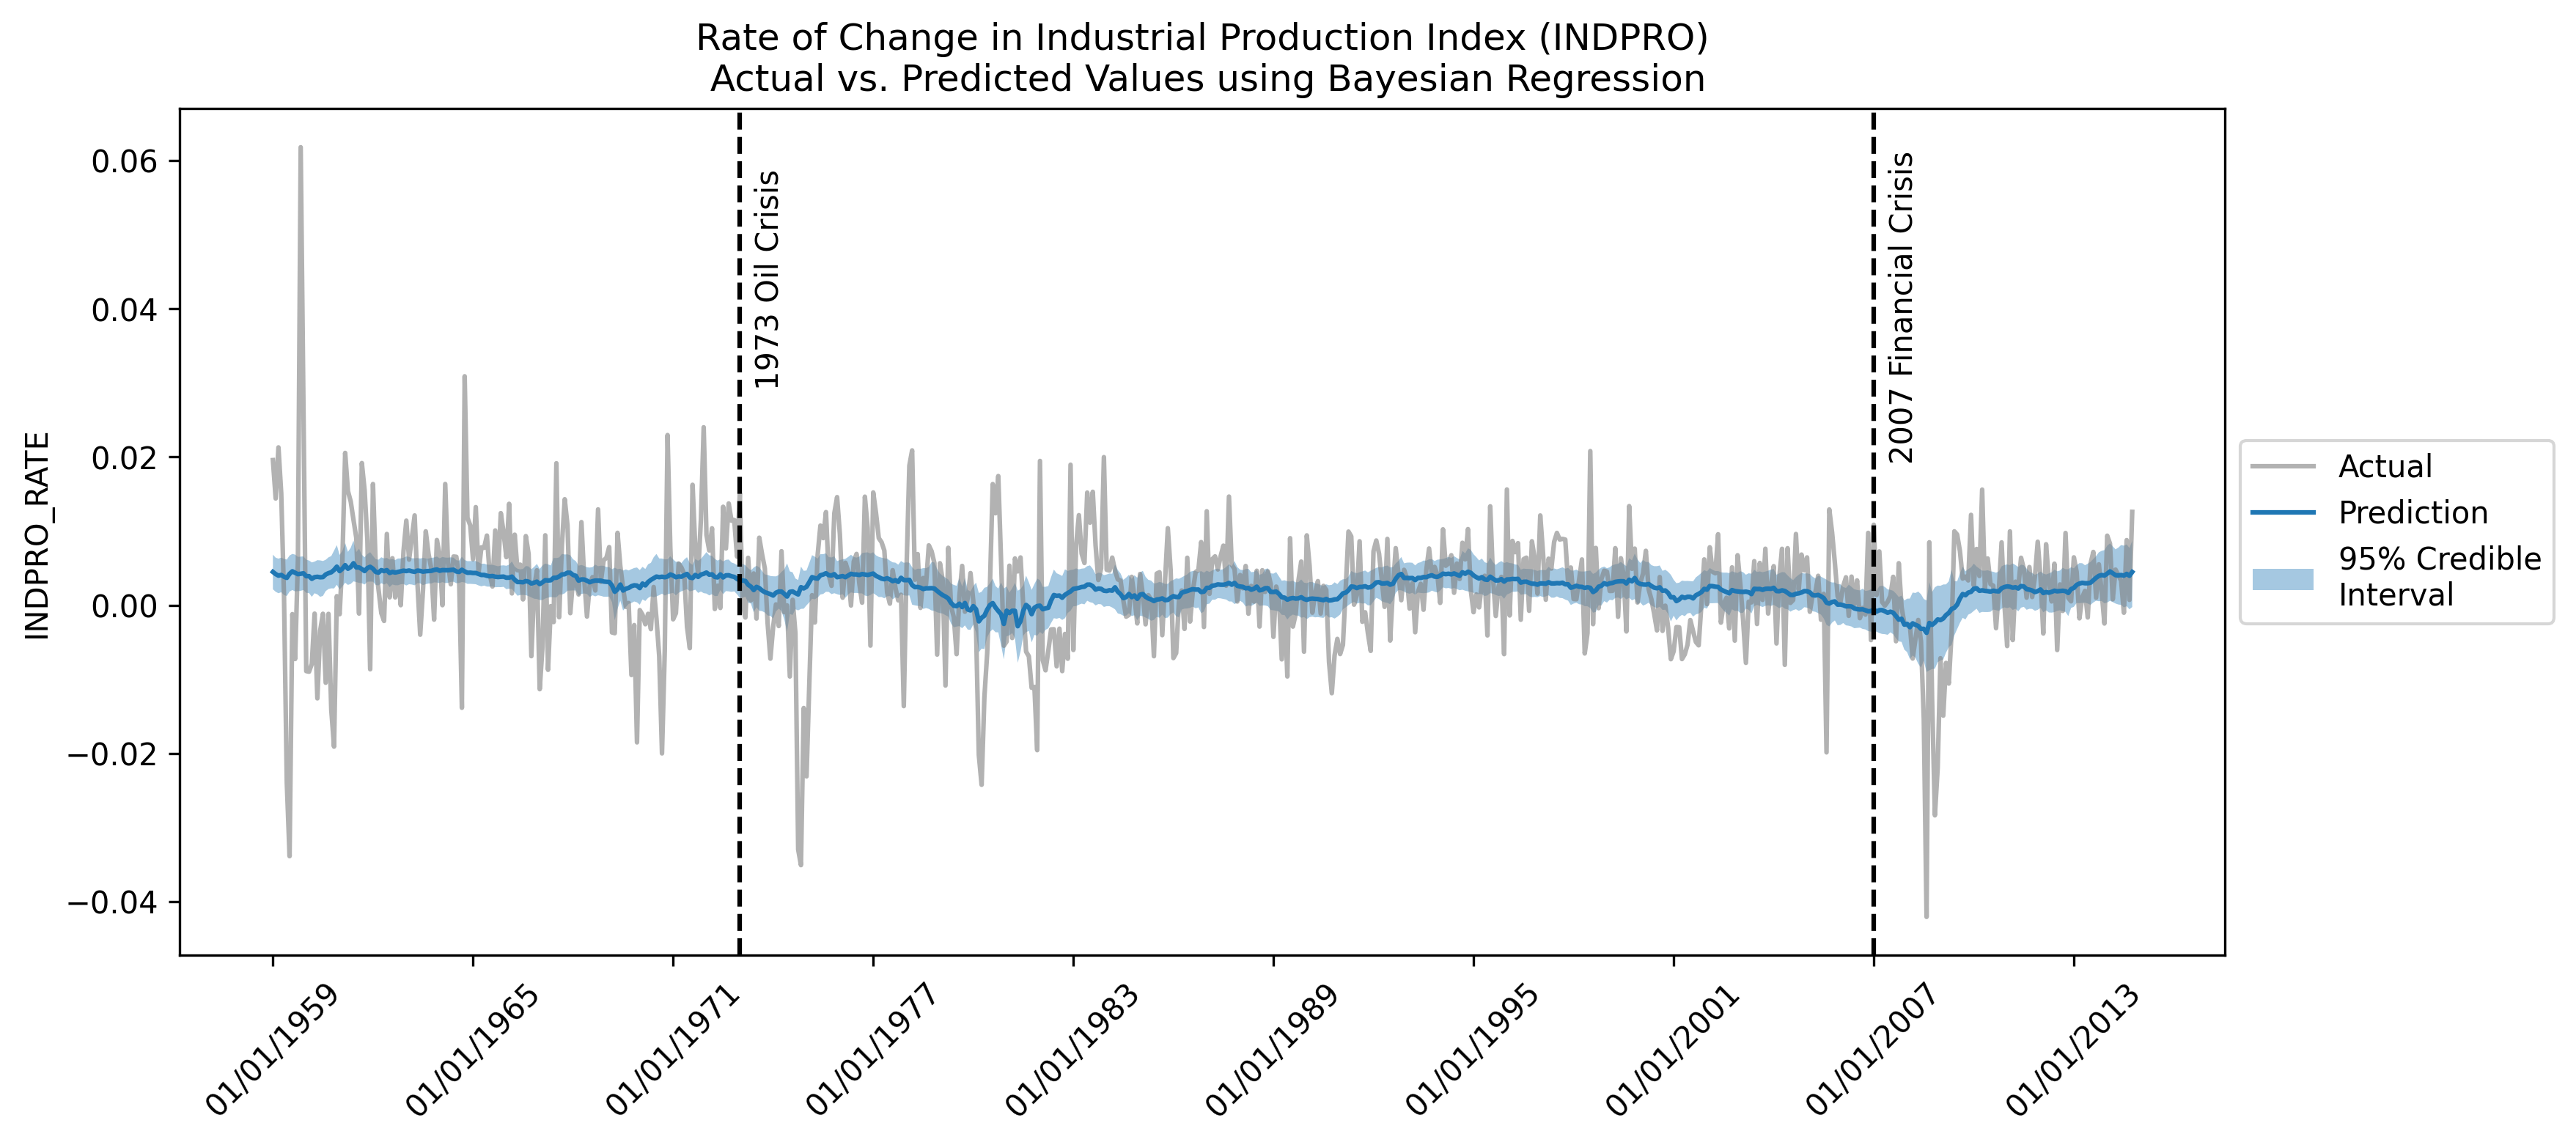 Rate of Change in Industrial Production Index (INDPRO)
Actual vs. Predicted Values using Bayesian Regression
INDPRO_RATE
0.06
0.04
0.02
0.00
−0.02
−0.04
1973 Oil Crisis
2007 Financial Crisis
Actual
Prediction
95% Credible
Interval
01/01/1959
01/01/1965
01/01/1971
01/01/1977
01/01/1983
01/01/1989
01/01/1995
01/01/2001
01/01/2007
01/01/2013